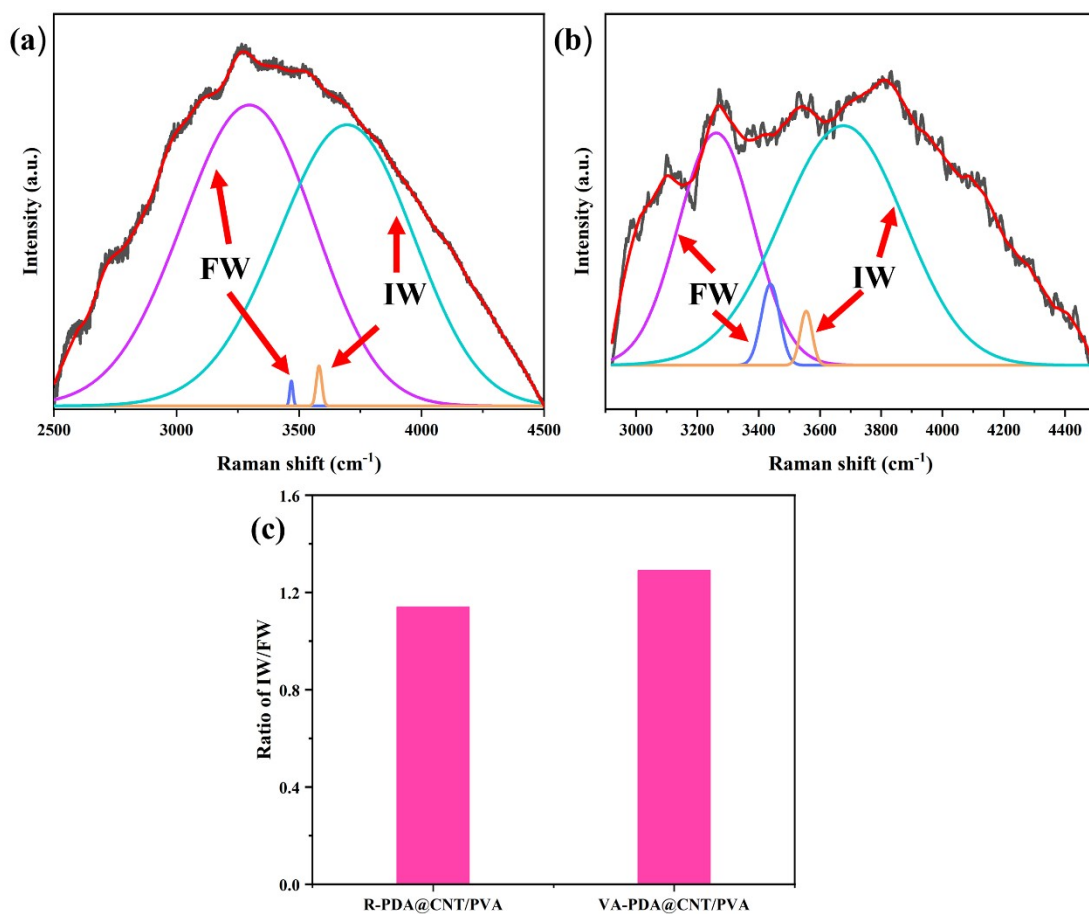 (a)
FW
IW
Intensity (a.u.)
2500 3000 3500 4000 4500
Raman shift (cm⁻¹)
(b)
FW
IW
Intensity (a.u.)
3000 3200 3400 3600 3800 4000 4200 4400
Raman shift (cm⁻¹)
(c)
Ratio of IW/FW
1.6
1.2
0.8
0.4
0.0
R-PDA@CNT/PVA VA-PDA@CNT/PVA